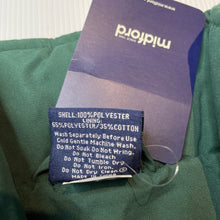 midford
SHELL:100%POLYESTER
LINING:
65%POLYESTER/35%COTTON
Wash Separately Before Use
Cold Gentle Machine Wash.
Do Not Soak Do Not Wring.
Do Not Bleach
Do Not Tumble Dry
Do Not Iron.
Do Not Dry Clean
MADE IN